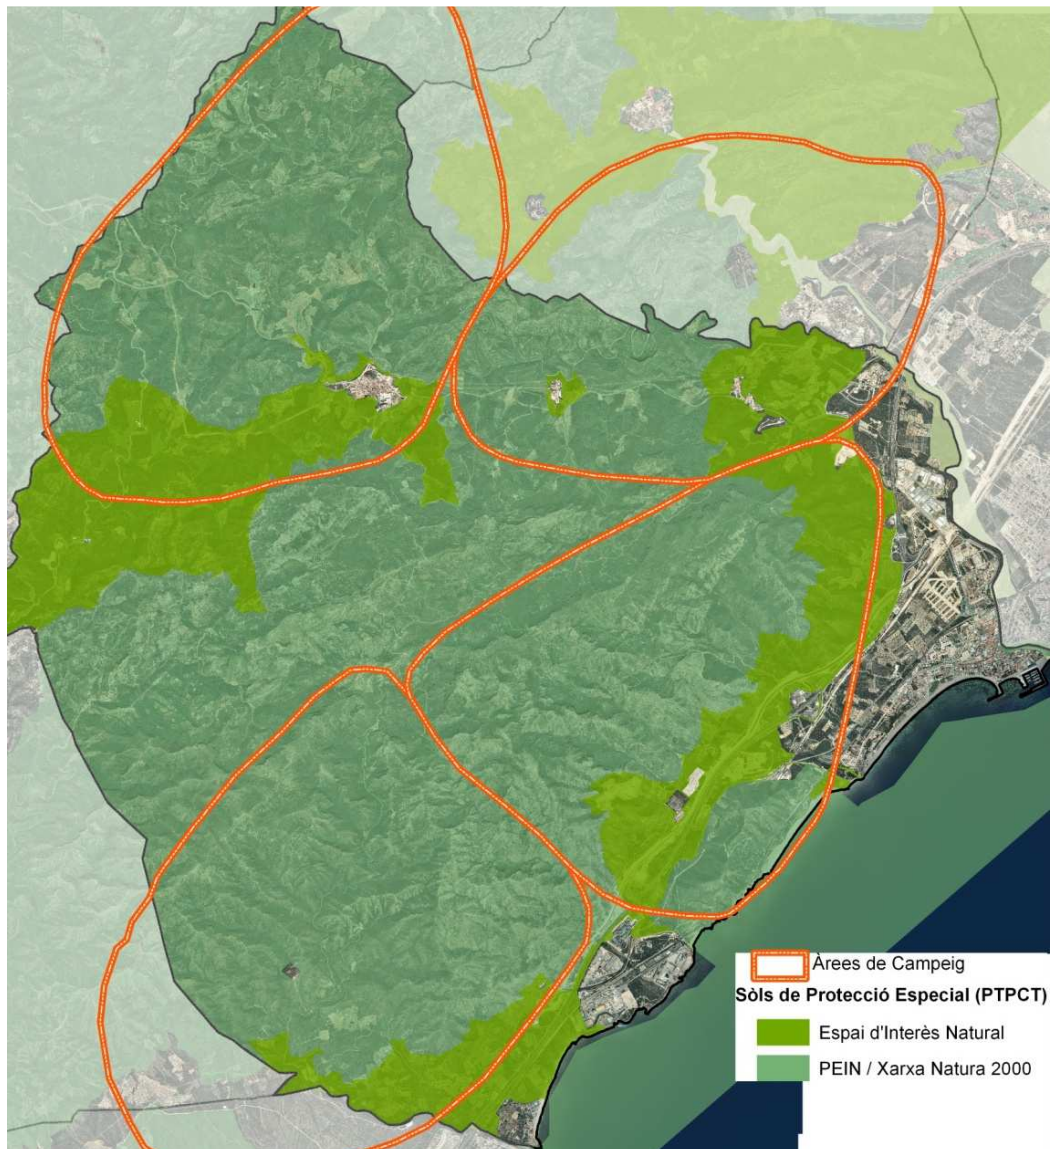 Àrees de Campeig
Sòls de Protecció Especial (PTPCT)
Espai d'Interès Natural
PEIN / Xarxa Natura 2000